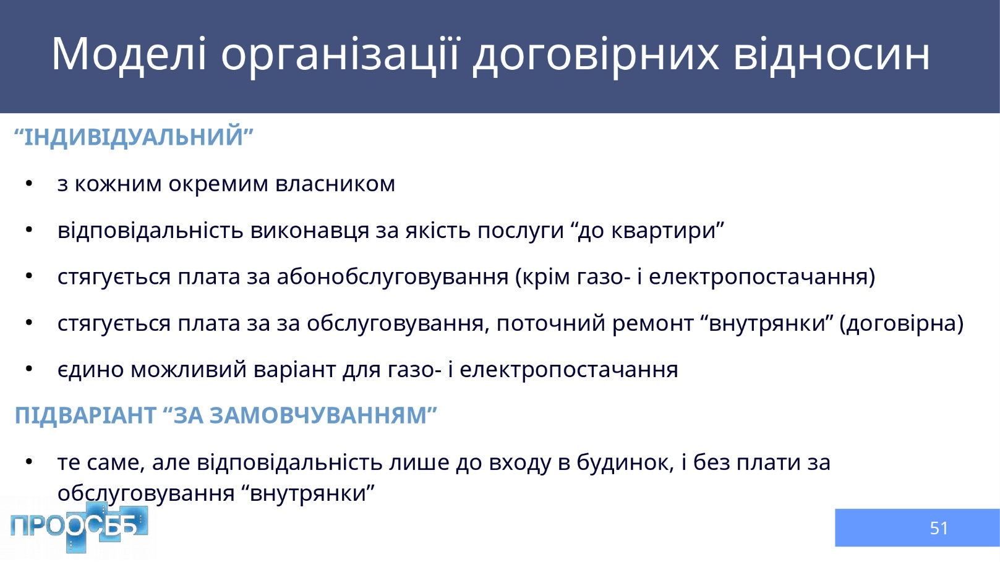 Моделі організації договірних відносин
“ІНДИВІДУАЛЬНИЙ”
• з кожним окремим власником
• відповідальність виконавця за якість послуги “до квартири”
• стягується плата за абонобслуговування (крім газо- і електропостачання)
• стягується плата за за обслуговування, поточний ремонт “внутрянки” (договірна)
• єдино можливий варіант для газо- і електропостачання
ПІДВАРІАНТ “ЗА ЗАМОВЧУВАННЯМ”
• те саме, але відповідальність лише до входу в будинок, і без плати за
обслуговування “внутрянки”
ПРООСББ
51